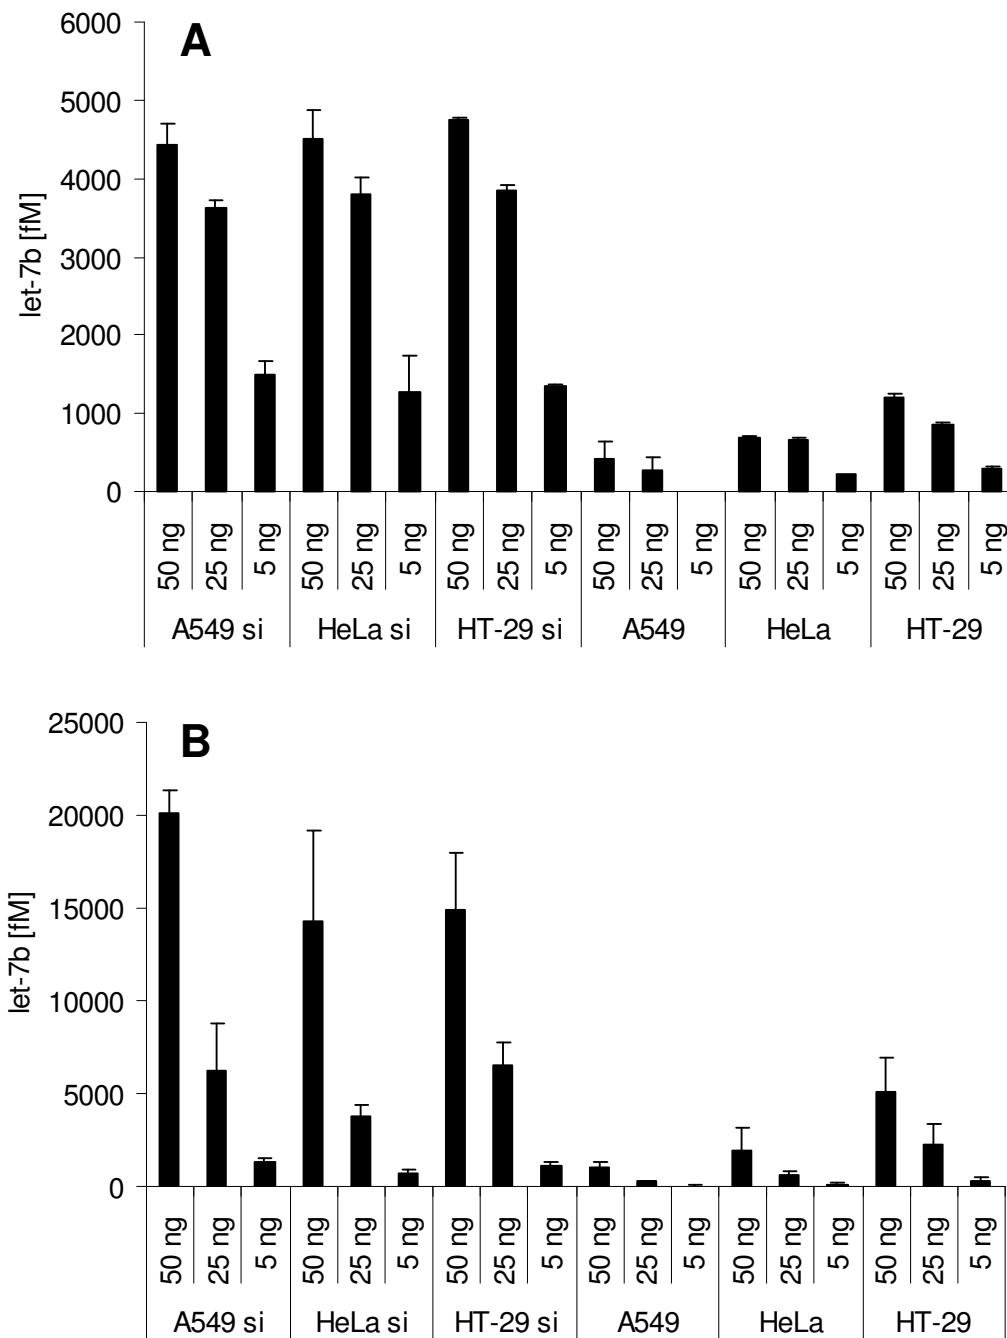 A
6000
5000
4000
3000
2000
1000
0
let-7b [fM]
50 ng 25 ng 5 ng 50 ng 25 ng 5 ng 50 ng 25 ng 5 ng 50 ng 25 ng 5 ng 50 ng 25 ng 5 ng 50 ng 25 ng 5 ng
A549 si HeLa si HT-29 si A549 HeLa HT-29
B
25000
20000
15000
10000
5000
0
let-7b [fM]
50 ng 25 ng 5 ng 50 ng 25 ng 5 ng 50 ng 25 ng 5 ng 50 ng 25 ng 5 ng 50 ng 25 ng 5 ng 50 ng 25 ng 5 ng
A549 si HeLa si HT-29 si A549 HeLa HT-29